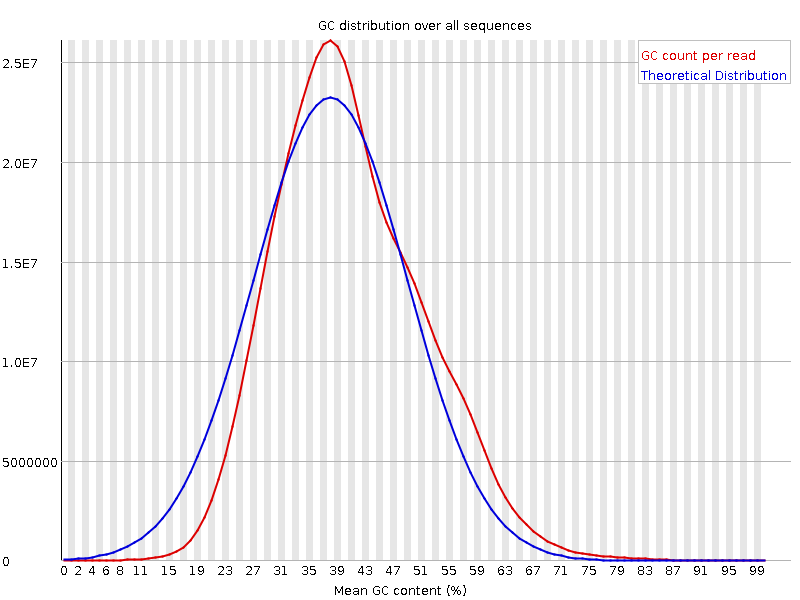 GC distribution over all sequences
GC count per read
Theoretical Distribution
2.5E7
2.0E7
1.5E7
1.0E7
5000000
0
0 2 4 6 8 11 15 19 23 27 31 35 39 43 47 51 55 59 63 67 71 75 79 83 87 91 95 99
Mean GC content (%)